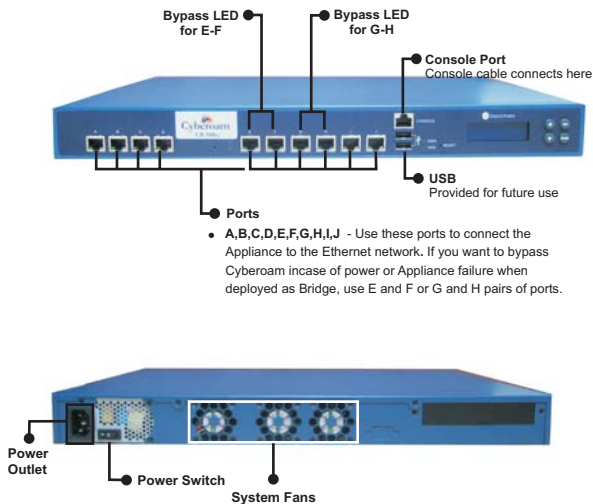 Bypass LED
for E-F
Bypass LED
for G-H
Console Port
Console cable connects here
Cyberoam
CONSOLE
USB
Provided for future use
Ports
• A,B,C,D,E,F,G,H,I,J - Use these ports to connect the
Appliance to the Ethernet network. If you want to bypass
Cyberoam incase of power or Appliance failure when
deployed as Bridge, use E and F or G and H pairs of ports.
Power
Outlet
Power Switch
System Fans